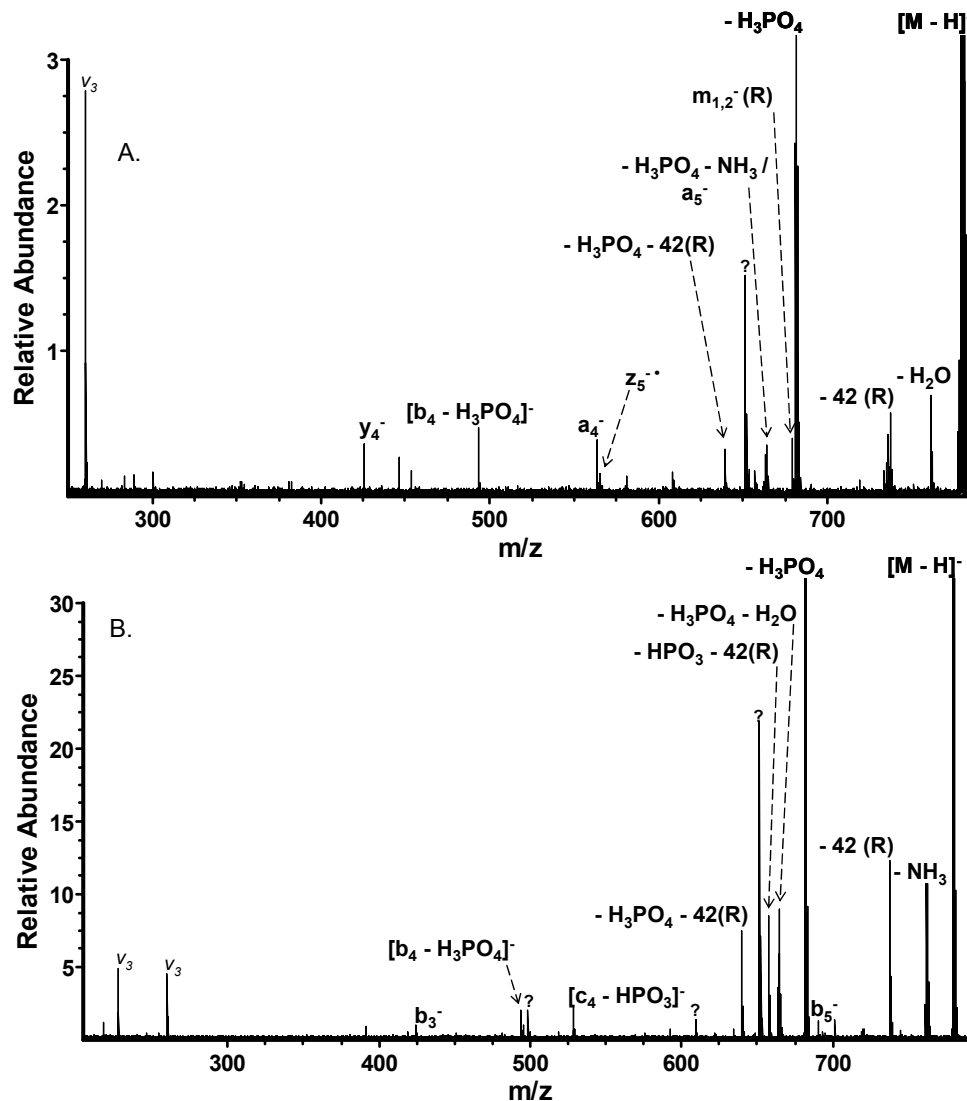 - H₃PO₄
[M - H]
3
v₃
m₁,₂⁻ (R)
A.
- H₃PO₄ - NH₃ /
a₅⁻
- H₃PO₄ - 42(R)
?
2
Relative Abundance
1
z₅⁻•
- H₂O
- 42 (R)
[b₄ - H₃PO₄]⁻
a₄⁻
y₄⁻
300 400 500 600 700
m/z
- H₃PO₄
[M - H]⁻
30
- H₃PO₄ - H₂O
B.
- HPO₃ - 42(R)
25
?
20
Relative Abundance
15
- 42 (R)
- NH₃
10
- H₃PO₄ - 42(R)
[b₄ - H₃PO₄]⁻
v₃ v₃
5
?
[c₄ - HPO₃]⁻
b₃⁻
?
b₅⁻
300 400 500 600 700
m/z